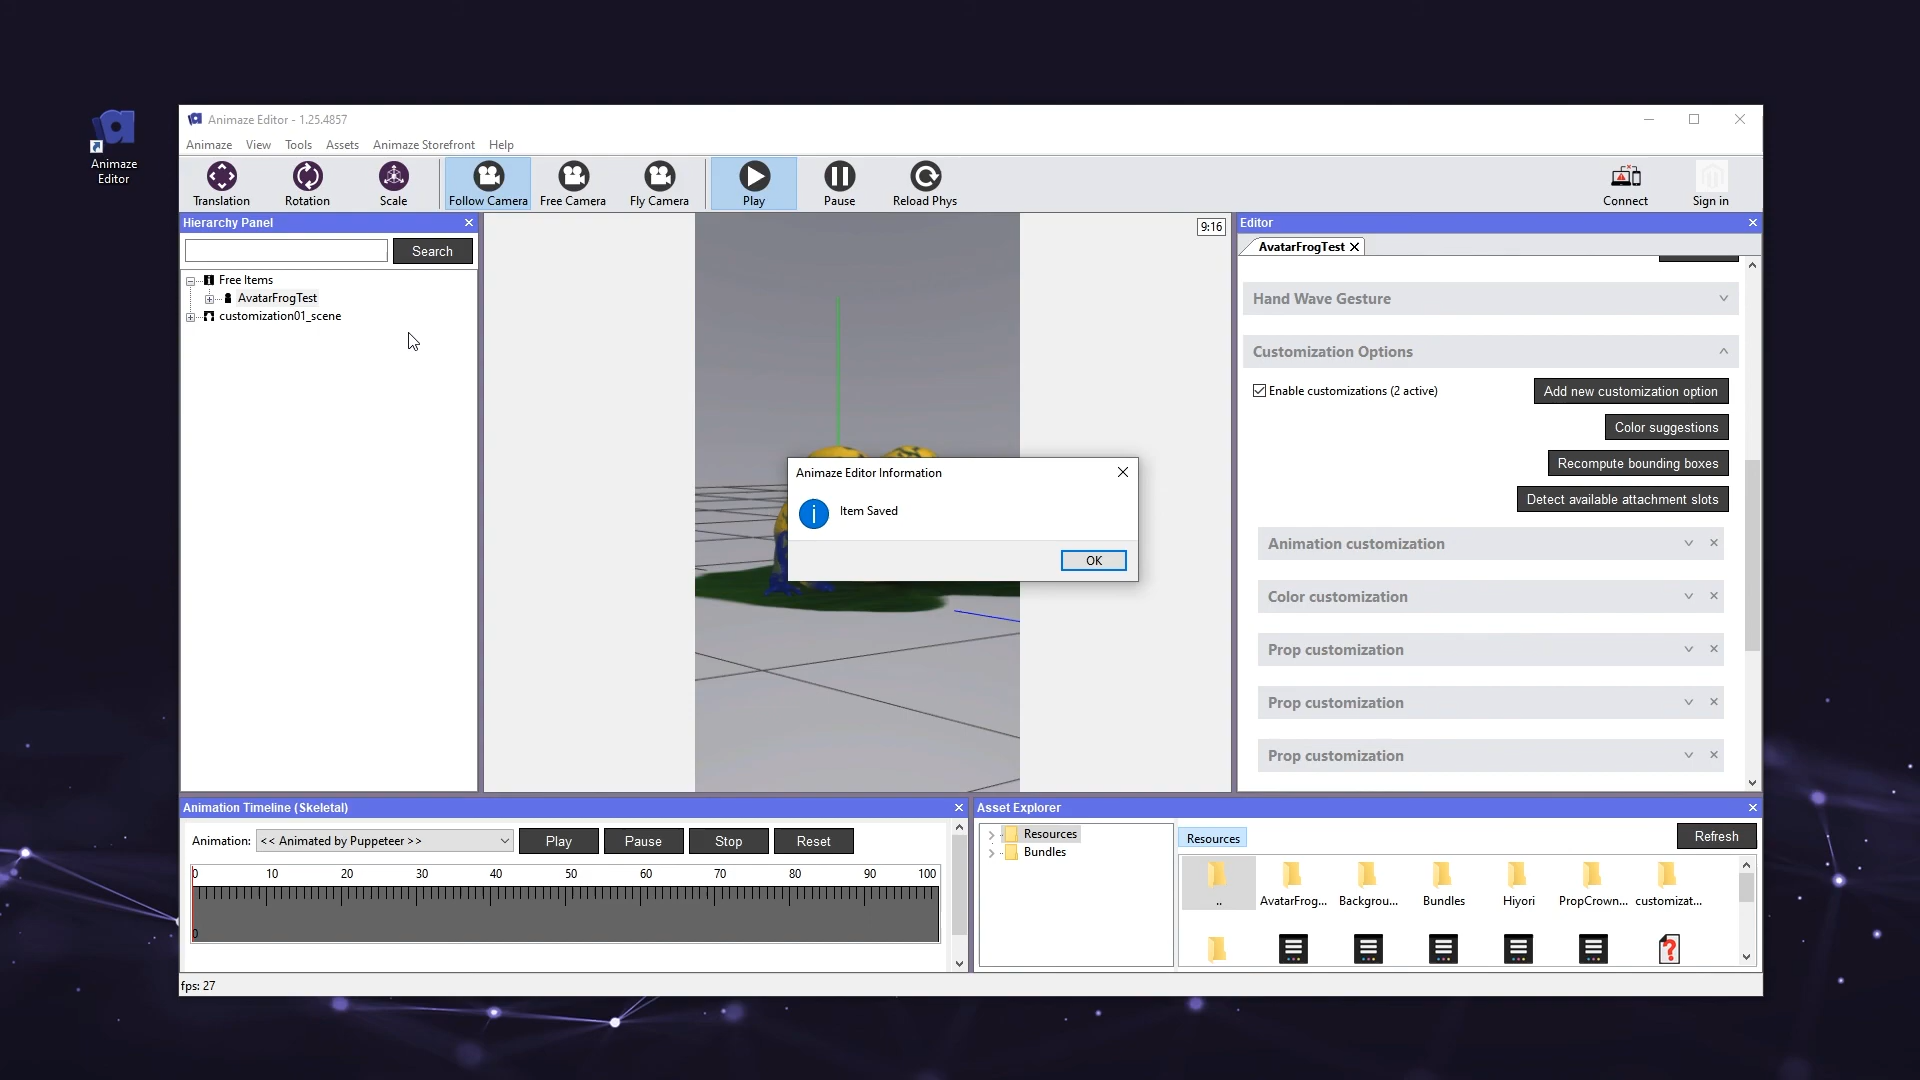 Animaze
Editor
Animaze Editor - 1.25.4857
Animaze View Tools Assets Animaze Storefront Help
Translation Rotation Scale Follow Camera Free Camera Fly Camera Play Pause Reload Phys Connect Sign in
Hierarchy Panel
Search
Free Items
AvatarFrogTest
customization01_scene
9:16
Editor
AvatarFrogTest
Hand Wave Gesture
Customization Options
Enable customizations (2 active)
Add new customization option
Color suggestions
Recompute bounding boxes
Detect available attachment slots
Animation customization
Color customization
Prop customization
Prop customization
Prop customization
Animaze Editor Information
Item Saved
OK
Animation Timeline (Skeletal)
Animation: << Animated by Puppeteer >> Play Pause Stop Reset
0 10 20 30 40 50 60 70 80 90 100
0
Asset Explorer
Resources
Bundles
Resources
Refresh
.. AvatarFrog... Backgrou... Bundles Hiyori PropCrown... customizat...
fps: 27